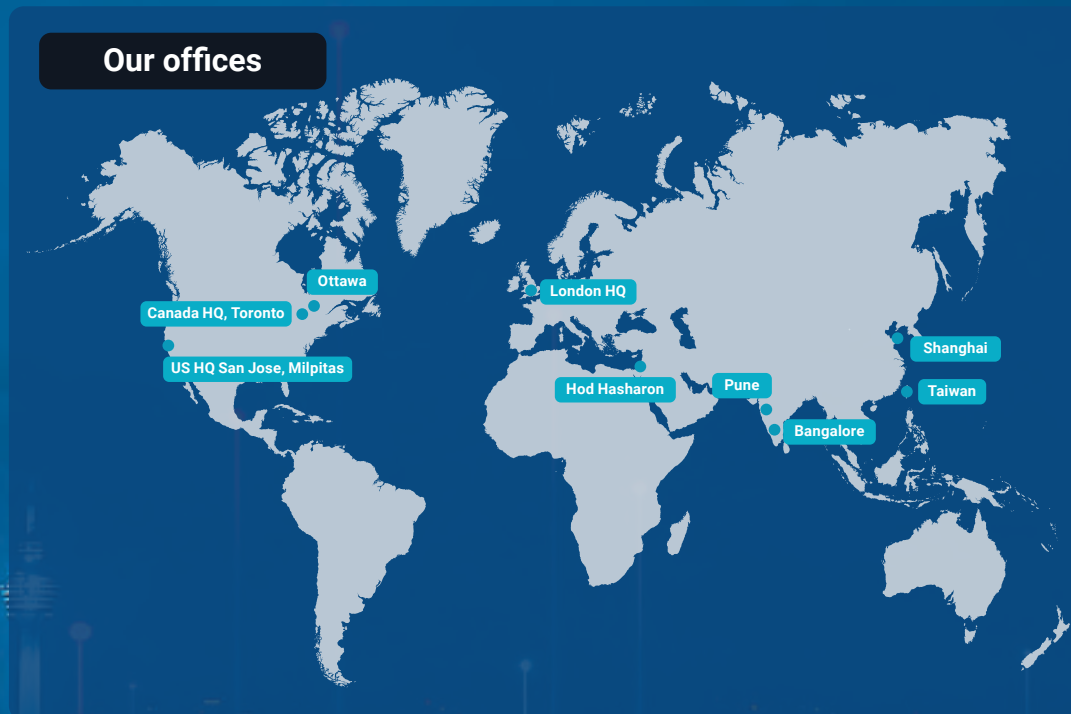 Our offices
Ottawa
London HQ
Canada HQ, Toronto
Shanghai
US HQ San Jose, Milpitas
Hod Hasharon
Pune
Taiwan
Bangalore